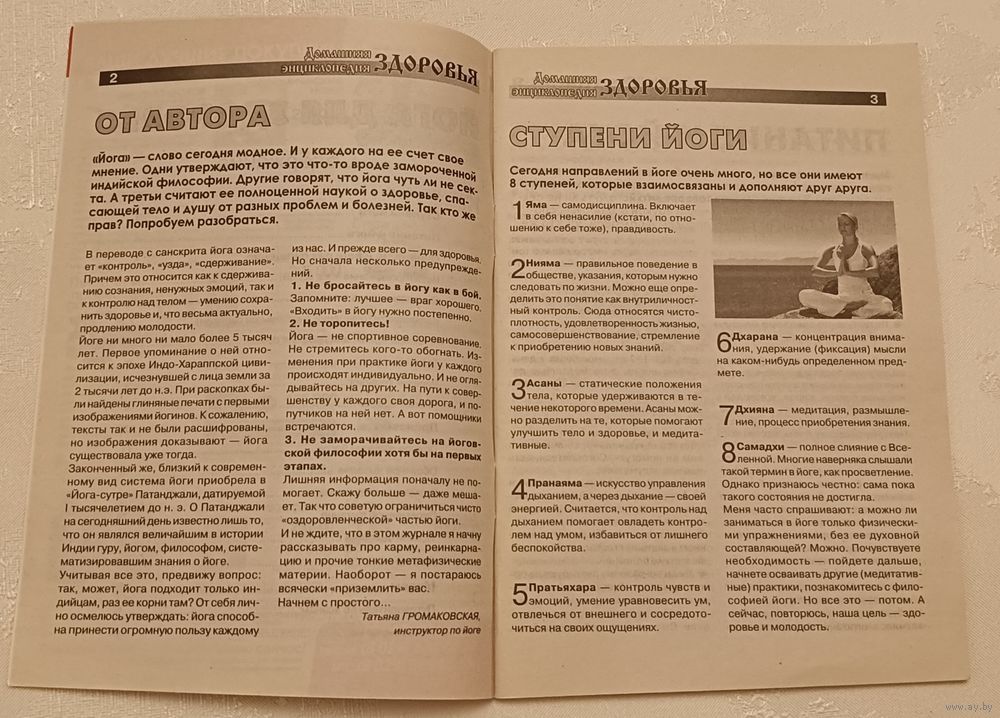 2
Домашняя
энциклопедия ЗДОРОВЬЯ
ОТ АВТОРА
«Йога» — слово сегодня модное. И у каждого на ее счет свое
мнение. Одни утверждают, что это что-то вроде замороченной
индийской философии. Другие говорят, что йога чуть ли не сек-
та. А третьи считают ее полноценной наукой о здоровье, спа-
сающей тело и душу от разных проблем и болезней. Так кто же
прав? Попробуем разобраться.
В переводе с санскрита йога означа-
ет «контроль», «узда», «сдерживание».
Причем это относится как к сдержива-
нию сознания, ненужных эмоций, так и
к контролю над телом — умению сохра-
нить здоровье и, что весьма актуально,
продлению молодости.
Йоге ни много ни мало более 5 тысяч
лет. Первое упоминание о ней отно-
сится к эпохе Индо-Хараппской циви-
лизации, исчезнувшей с лица земли за
2 тысячи лет до н.э. При раскопках бы-
ли найдены глиняные печати с первыми
изображениями йогинов. К сожалению,
тексты так и не были расшифрованы,
но изображения доказывают — йога
существовала уже тогда.
Законченный же, близкий к современ-
ному вид система йоги приобрела в
«Йога-сутре» Патанджали, датируемой
I тысячелетием до н. э. О Патанджали
на сегодняшний день известно лишь то,
что он являлся величайшим в истории
Индии гуру, йогом, философом, систе-
матизировавшим знания о йоге.
Учитывая все это, предвижу вопрос:
так, может, йога подходит только ин-
дийцам, раз ее корни там? От себя лич-
но осмелюсь утверждать: йога способ-
на принести огромную пользу каждому
из нас. И прежде всего — для здоровья.
Но сначала несколько предупрежде-
ний.
1. Не бросайтесь в йогу как в бой.
Запомните: лучшее — враг хорошего.
«Входить» в йогу нужно постепенно.
2. Не торопитесь!
Йога — не спортивное соревнование.
Не стремитесь кого-то обогнать. Из-
менения при практике йоги у каждого
происходят индивидуально. И не огля-
дывайтесь на других. На пути к совер-
шенству у каждого своя дорога, и по-
путчиков на ней нет. А вот помощники
встречаются.
3. Не заморачивайтесь на йогов-
ской философии хотя бы на первых
этапах.
Лишняя информация поначалу не по-
могает. Скажу больше — даже меша-
ет. Так что советую ограничиться чисто
«оздоровленческой» частью йоги.
И не ждите, что в этом журнале я начну
рассказывать про карму, реинкарна-
цию и прочие тонкие метафизические
материи. Наоборот — я постараюсь
всячески «приземлить» вас.
Начнем с простого...
Татьяна ГРОМАКОВСКАЯ,
инструктор по йоге
Домашняя
энциклопедия ЗДОРОВЬЯ
3
СТУПЕНИ ЙОГИ
Сегодня направлений в йоге очень много, но все они имеют
8 ступеней, которые взаимосвязаны и дополняют друг друга.
1 Яма — самодисциплина. Включает
в себя ненасилие (кстати, по отно-
шению к себе тоже), правдивость.
2 Нияма — правильное поведение в
обществе, указания, которым нужно
следовать по жизни. Можно еще опре-
делить это понятие как внутриличност-
ный контроль. Сюда относятся чисто-
плотность, удовлетворенность жизнью,
самосовершенствование, стремление
к приобретению новых знаний.
3 Асаны — статические положения
тела, которые удерживаются в те-
чение некоторого времени. Асаны мож-
но разделить на те, которые помогают
улучшить тело и здоровье, и медита-
тивные.
4 Пранаяма — искусство управления
дыханием, а через дыхание — своей
энергией. Считается, что контроль над
дыханием помогает овладеть контро-
лем над умом, избавиться от лишнего
беспокойства.
5 Пратьяхара — контроль чувств и
эмоций, умение уравновесить ум,
отвлечься от внешнего и сосредото-
читься на своих ощущениях.
6 Дхарана — концентрация внима-
ния, удержание (фиксация) мысли
на каком-нибудь определенном пред-
мете.
7 Дхияна — медитация, размышле-
ние, процесс приобретения знания.
8 Самадхи — полное слияние с Все-
ленной. Многие наверняка слышали
такой термин в йоге, как просветление.
Однако признаюсь честно: сама пока
такого состояния не достигла.
Меня часто спрашивают: а можно ли
заниматься в йоге только физически-
ми упражнениями, без ее духовной
составляющей? Можно. Почувствуете
необходимость — пойдете дальше,
начнете осваивать другие (медитатив-
ные) практики, познакомитесь с фило-
софией йоги. Но все это — потом. А
сейчас, повторюсь, наша цель — здо-
ровье и молодость.
www.ay.by